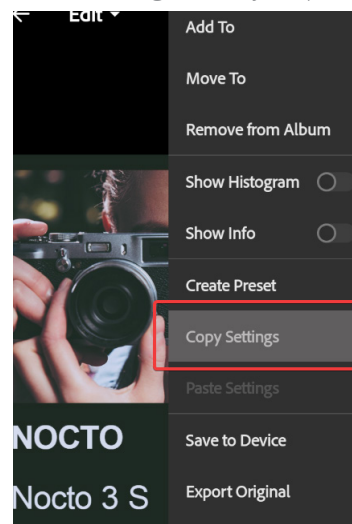 Edit
Add To
Move To
Remove from Album
Show Histogram
Show Info
Create Preset
Copy Settings
Paste Settings
Save to Device
Export Original
NOCTO
Nocto 3 S